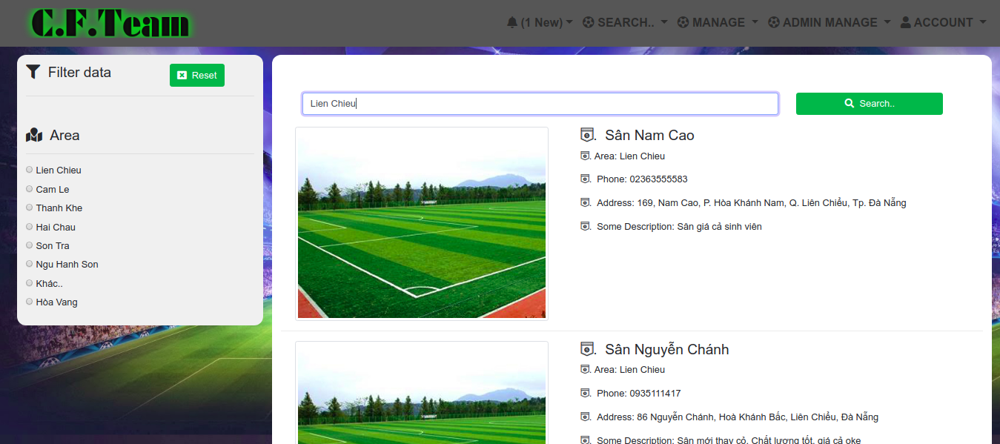 C.F.Team
(1 New) SEARCH.. MANAGE ADMIN MANAGE ACCOUNT
Filter data
Reset
Area
Lien Chieu
Cam Le
Thanh Khe
Hai Chau
Son Tra
Ngu Hanh Son
Khác..
Hòa Vang
Lien Chieu
Search..
Sân Nam Cao
Area: Lien Chieu
Phone: 02363555583
Address: 169, Nam Cao, P. Hòa Khánh Nam, Q. Liên Chiểu, Tp. Đà Nẵng
Some Description: Sân giá cả sinh viên
Sân Nguyễn Chánh
Area: Lien Chieu
Phone: 0935111417
Address: 86 Nguyễn Chánh, Hoà Khánh Bắc, Liên Chiểu, Đà Nẵng
Some Description: Sân mới thay cỏ. Chất lượng tốt, giá cả oke